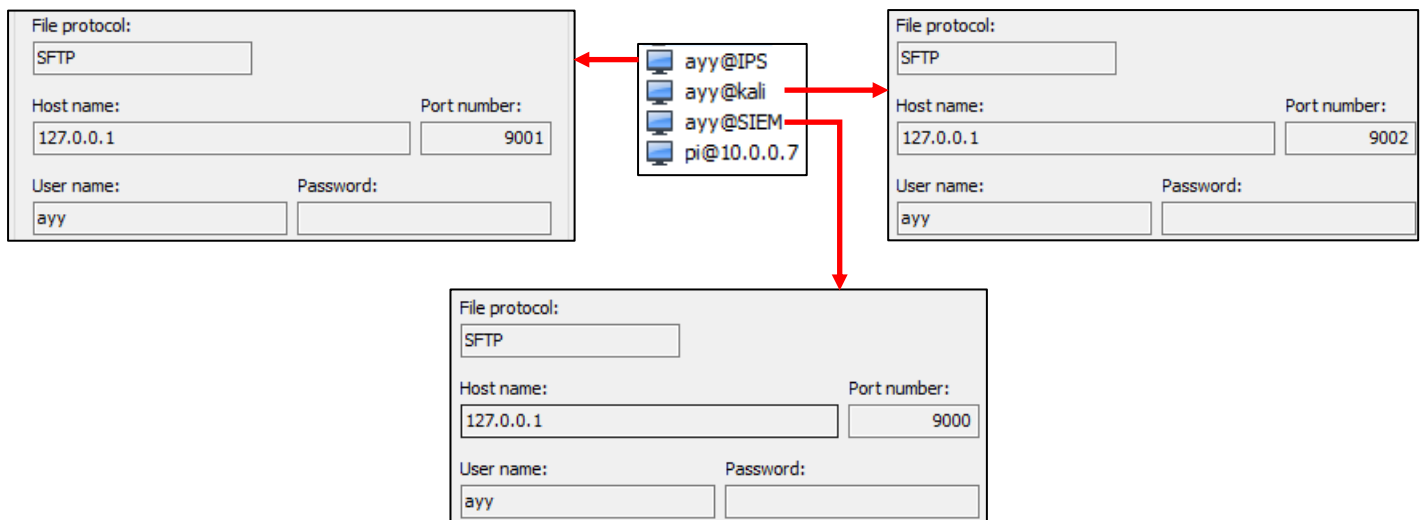 File protocol:
SFTP
Host name: Port number:
127.0.0.1 9001
User name: Password:
ayy
ayy@IPS
ayy@kali
ayy@SIEM
pi@10.0.0.7
File protocol:
SFTP
Host name: Port number:
127.0.0.1 9002
User name: Password:
ayy
File protocol:
SFTP
Host name: Port number:
127.0.0.1 9000
User name: Password:
ayy